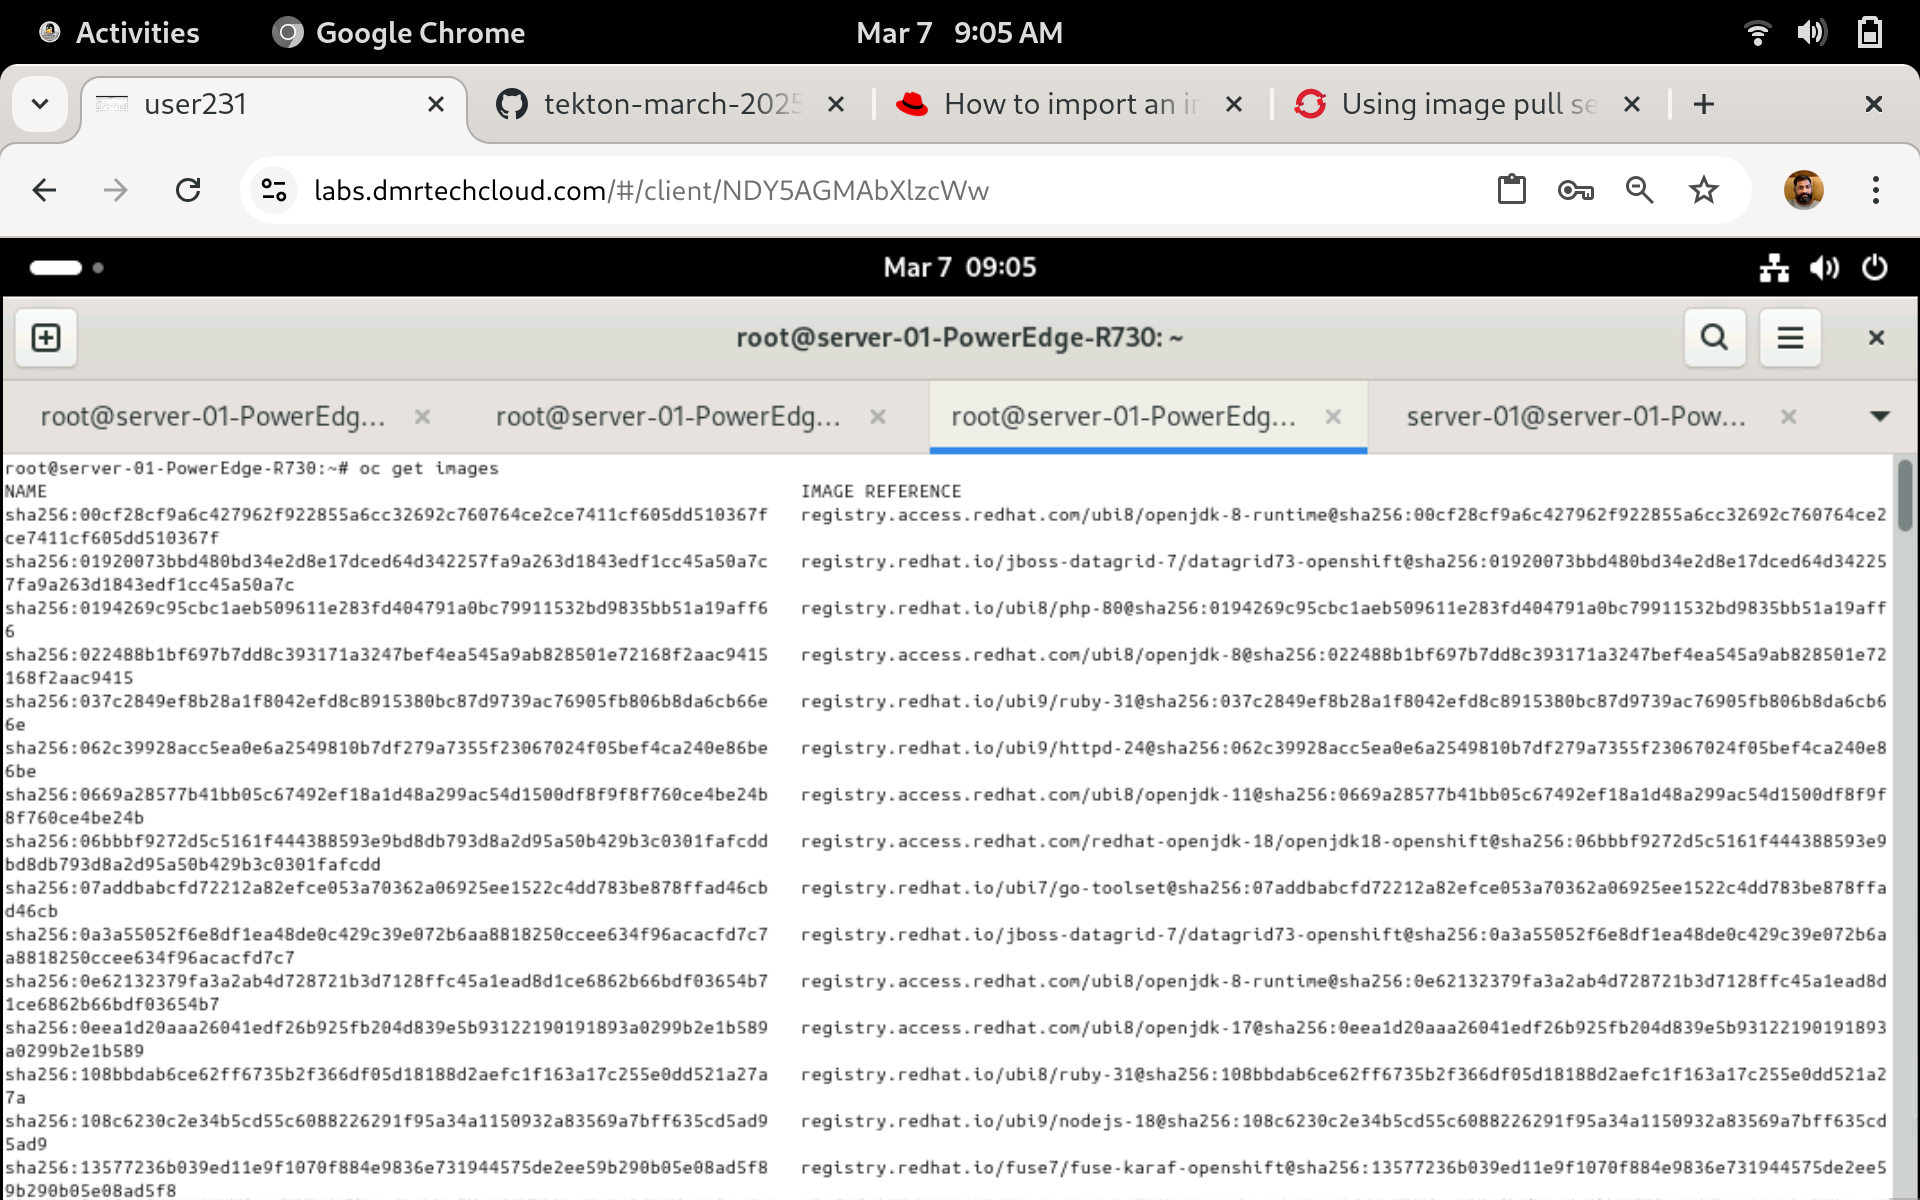 Activities
Google Chrome
Mar 7 9:05 AM
user231
tekton-march-2025
How to import an ir
Using image pull se
labs.dmrtechcloud.com/#/client/NDY5AGMAbXlzcWw
Mar 7 09:05
root@server-01-PowerEdge-R730: ~
root@server-01-PowerEdg...
root@server-01-PowerEdg...
root@server-01-PowerEdg...
server-01@server-01-Pow...
root@server-01-PowerEdge-R730:~# oc get images
NAME IMAGE REFERENCE
sha256:00cf28cf9a6c427962f922855a6cc32692c760764ce2ce7411cf605dd510367f registry.access.redhat.com/ubi8/openjdk-8-runtime@sha256:00cf28cf9a6c427962f922855a6cc32692c760764ce2
ce7411cf605dd510367f
sha256:01920073bbd480bd34e2d8e17dced64d342257fa9a263d1843edf1cc45a50a7c registry.redhat.io/jboss-datagrid-7/datagrid73-openshift@sha256:01920073bbd480bd34e2d8e17dced64d34225
7fa9a263d1843edf1cc45a50a7c
sha256:0194269c95cbc1aeb509611e283fd404791a0bc79911532bd9835bb51a19aff6 registry.redhat.io/ubi8/php-80@sha256:0194269c95cbc1aeb509611e283fd404791a0bc79911532bd9835bb51a19aff
6
sha256:022488b1bf697b7dd8c393171a3247bef4ea545a9ab828501e72168f2aac9415 registry.access.redhat.com/ubi8/openjdk-8@sha256:022488b1bf697b7dd8c393171a3247bef4ea545a9ab828501e72
168f2aac9415
sha256:037c2849ef8b28a1f8042efd8c8915380bc87d9739ac76905fb806b8da6cb66e registry.redhat.io/ubi9/ruby-31@sha256:037c2849ef8b28a1f8042efd8c8915380bc87d9739ac76905fb806b8da6cb6
6e
sha256:062c39928acc5ea0e6a2549810b7df279a7355f23067024f05bef4ca240e86be registry.redhat.io/ubi9/httpd-24@sha256:062c39928acc5ea0e6a2549810b7df279a7355f23067024f05bef4ca240e8
6be
sha256:0669a28577b41bb05c67492ef18a1d48a299ac54d1500df8f9f8f760ce4be24b registry.access.redhat.com/ubi8/openjdk-11@sha256:0669a28577b41bb05c67492ef18a1d48a299ac54d1500df8f9f
8f760ce4be24b
sha256:06bbbf9272d5c5161f444388593e9bd8db793d8a2d95a50b429b3c0301fafcdd registry.access.redhat.com/redhat-openjdk-18/openjdk18-openshift@sha256:06bbbf9272d5c5161f444388593e9
bd8db793d8a2d95a50b429b3c0301fafcdd
sha256:07addbabcfd72212a82efce053a70362a06925ee1522c4dd783be878ffad46cb registry.redhat.io/ubi7/go-toolset@sha256:07addbabcfd72212a82efce053a70362a06925ee1522c4dd783be878ffa
d46cb
sha256:0a3a55052f6e8df1ea48de0c429c39e072b6aa8818250ccee634f96acacfd7c7 registry.redhat.io/jboss-datagrid-7/datagrid73-openshift@sha256:0a3a55052f6e8df1ea48de0c429c39e072b6a
a8818250ccee634f96acacfd7c7
sha256:0e62132379fa3a2ab4d728721b3d7128ffc45a1ead8d1ce6862b66bdf03654b7 registry.access.redhat.com/ubi8/openjdk-8-runtime@sha256:0e62132379fa3a2ab4d728721b3d7128ffc45a1ead8d
1ce6862b66bdf03654b7
sha256:0eea1d20aaa26041edf26b925fb204d839e5b93122190191893a0299b2e1b589 registry.access.redhat.com/ubi8/openjdk-17@sha256:0eea1d20aaa26041edf26b925fb204d839e5b93122190191893
a0299b2e1b589
sha256:108bbdab6ce62ff6735b2f366df05d18188d2aefc1f163a17c255e0dd521a27a registry.redhat.io/ubi8/ruby-31@sha256:108bbdab6ce62ff6735b2f366df05d18188d2aefc1f163a17c255e0dd521a2
7a
sha256:108c6230c2e34b5cd55c6088226291f95a34a1150932a83569a7bff635cd5ad9 registry.redhat.io/ubi9/nodejs-18@sha256:108c6230c2e34b5cd55c6088226291f95a34a1150932a83569a7bff635cd
5ad9
sha256:13577236b039ed11e9f1070f884e9836e731944575de2ee59b290b05e08ad5f8 registry.redhat.io/fuse7/fuse-karaf-openshift@sha256:13577236b039ed11e9f1070f884e9836e731944575de2ee5
9b290b05e08ad5f8